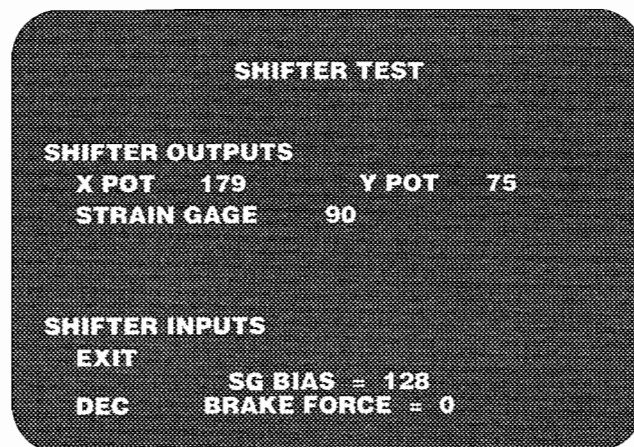 SHIFTER TEST
SHIFTER OUTPUTS
X POT 179 Y POT 75
STRAIN GAGE 90
SHIFTER INPUTS
EXIT
SG BIAS = 128
DEC BRAKE FORCE = 0